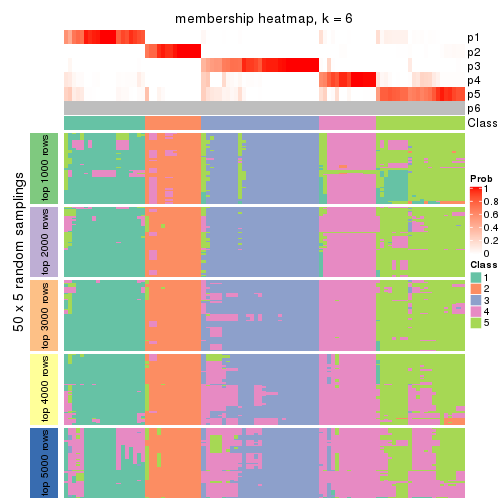 membership heatmap, k = 6
p1
p2
p3
p4
p5
p6
Class
50 x 5 random samplings
top 1000 rows
top 2000 rows
top 3000 rows
top 4000 rows
top 5000 rows
Prob
1
0.8
0.6
0.4
0.2
0
Class
1
2
3
4
5